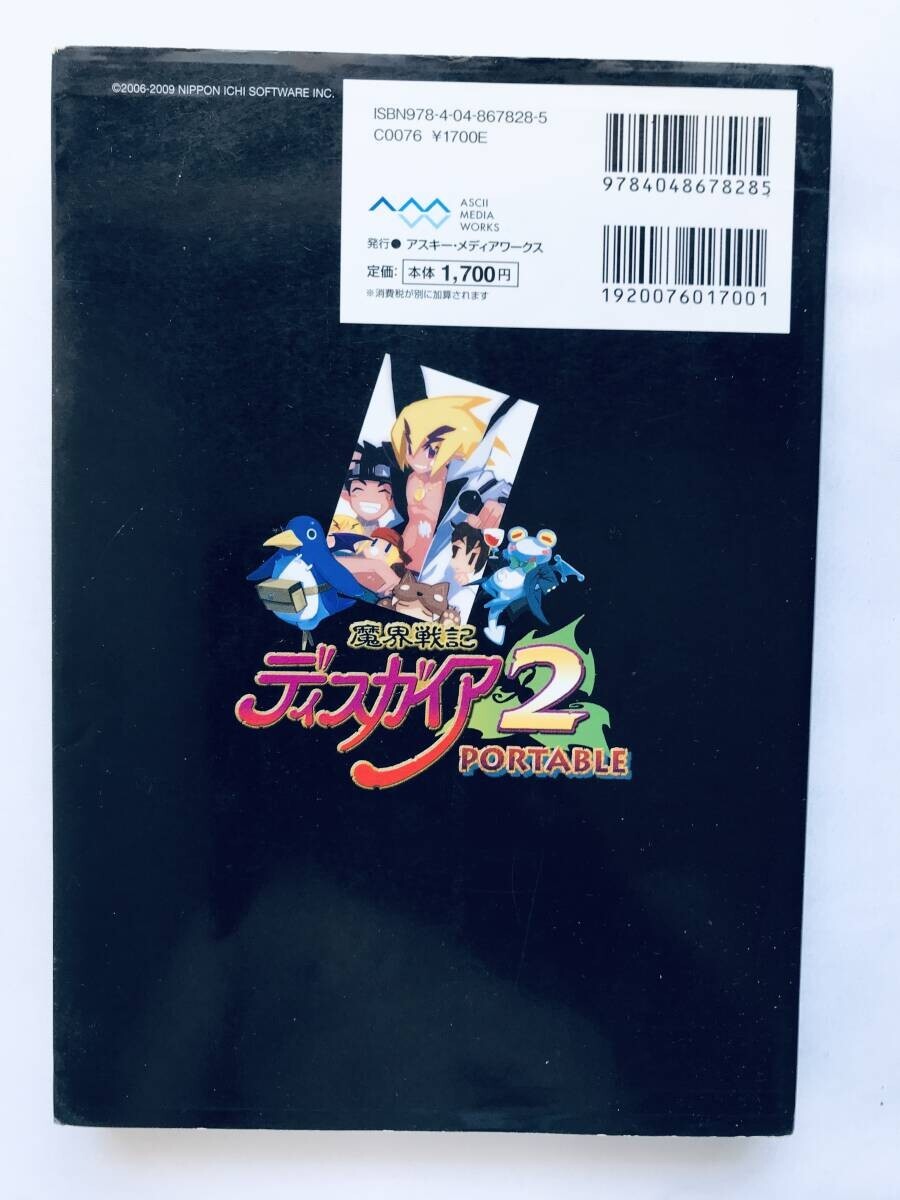 ©2006-2009 NIPPON ICHI SOFTWARE INC.
ISBN978-4-04-867828-5
C0076 ¥1700E
9784048678285
ASCII
MEDIA
WORKS
発行●アスキー・メディアワークス
定価: 本体1,700円
※消費税が別に加算されます
1920076017001
魔界戦記
ディスガイア2
PORTABLE